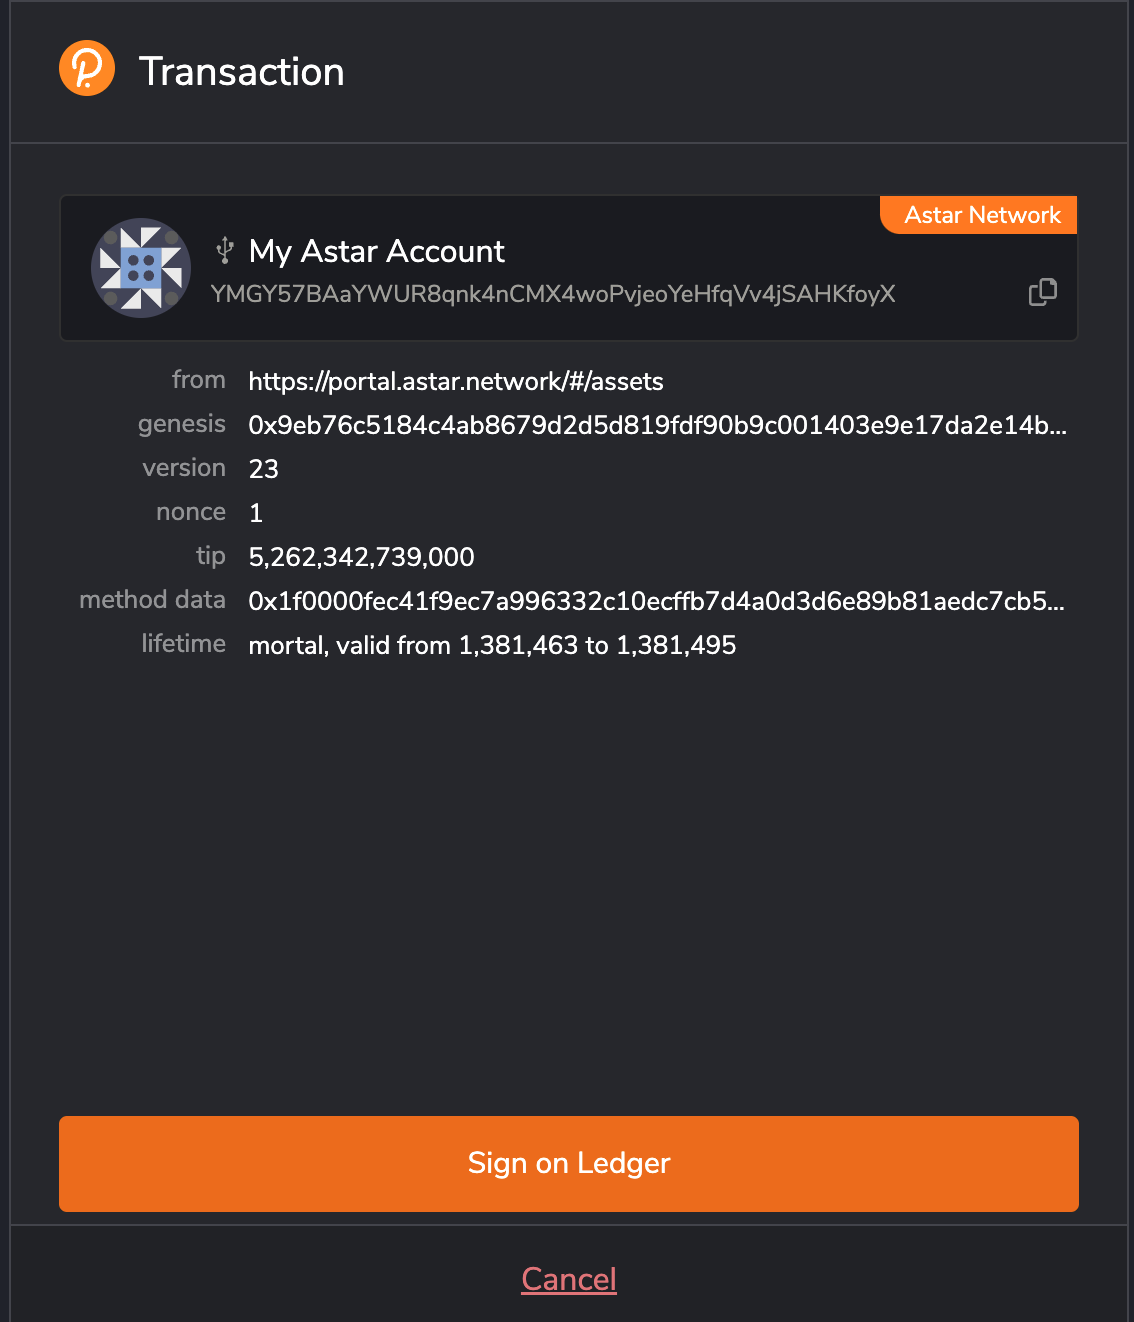 Transaction
Astar Network
My Astar Account
YMGY57BAaYWUR8qnk4nCMX4woPvjeoYeHfqVv4jSAHKfoyX
from https://portal.astar.network/#/assets
genesis 0x9eb76c5184c4ab8679d2d5d819fdf90b9c001403e9e17da2e14b...
version 23
nonce 1
tip 5,262,342,739,000
method data 0x1f0000fec41f9ec7a996332c10ecffb7d4a0d3d6e89b81aedc7cb5...
lifetime mortal, valid from 1,381,463 to 1,381,495
Sign on Ledger
Cancel